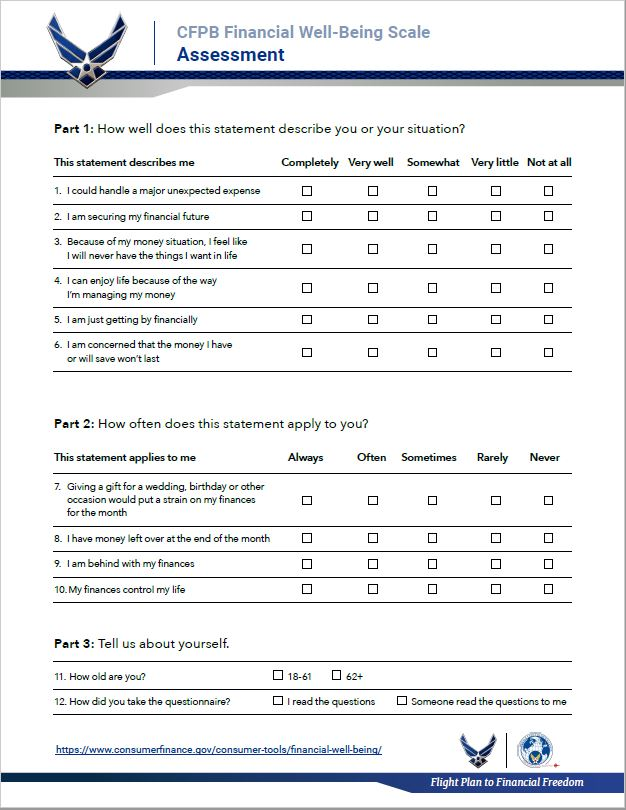 CFPB Financial Well-Being Scale
Assessment
Part 1: How well does this statement describe you or your situation?
This statement describes me Completely Very well Somewhat Very little Not at all
1. I could handle a major unexpected expense
2. I am securing my financial future
3. Because of my money situation, I feel like
I will never have the things I want in life
4. I can enjoy life because of the way
I'm managing my money
5. I am just getting by financially
6. I am concerned that the money I have
or will save won't last
Part 2: How often does this statement apply to you?
This statement applies to me Always Often Sometimes Rarely Never
7. Giving a gift for a wedding, birthday or other
occasion would put a strain on my finances
for the month
8. I have money left over at the end of the month
9. I am behind with my finances
10. My finances control my life
Part 3: Tell us about yourself.
11. How old are you? 18-61 62+
12. How did you take the questionnaire? I read the questions Someone read the questions to me
https://www.consumerfinance.gov/consumer-tools/financial-well-being/
Flight Plan to Financial Freedom